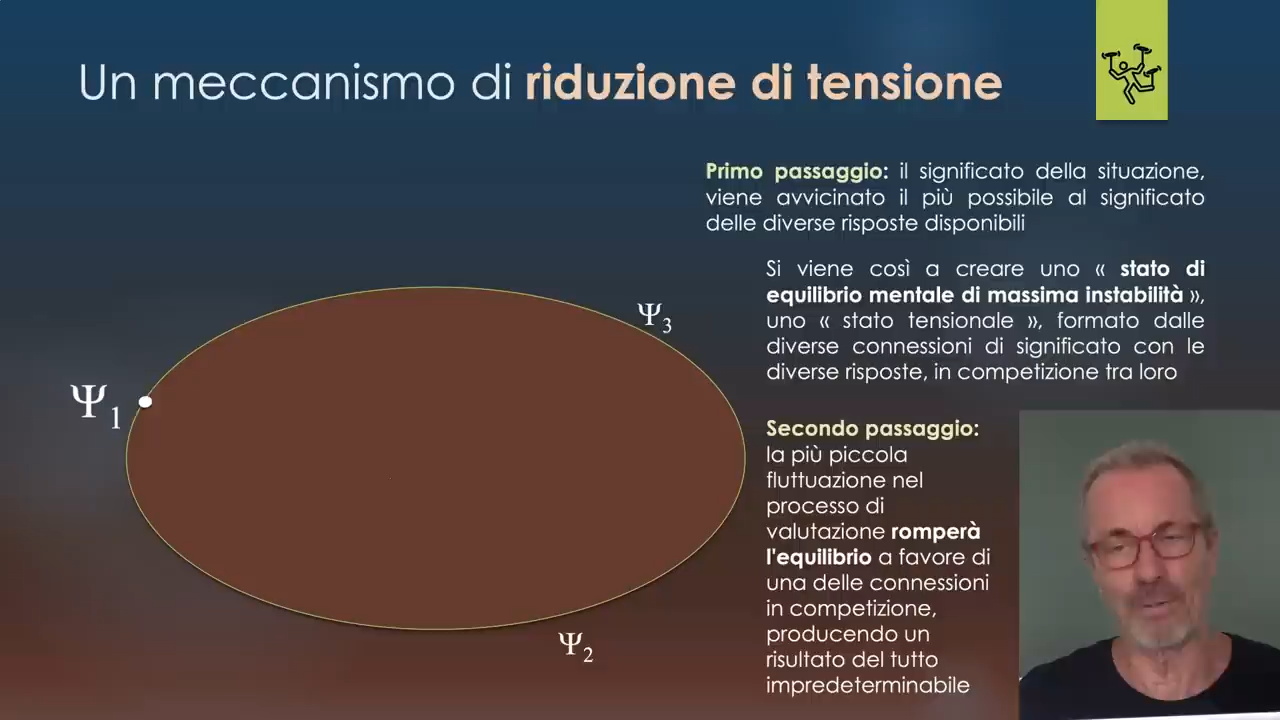 Un meccanismo di riduzione di tensione
Primo passaggio: il significato della situazione,
viene avvicinato il più possibile al significato
delle diverse risposte disponibili
Si viene così a creare uno « stato di
equilibrio mentale di massima instabilità »,
uno « stato tensionale », formato dalle
diverse connessioni di significato con le
diverse risposte, in competizione tra loro
Ψ3
Ψ1
Secondo passaggio:
la più piccola
fluttuazione nel
processo di
valutazione romperà
l'equilibrio a favore di
una delle connessioni
in competizione,
producendo un
risultato del tutto
impredeterminabile
Ψ2